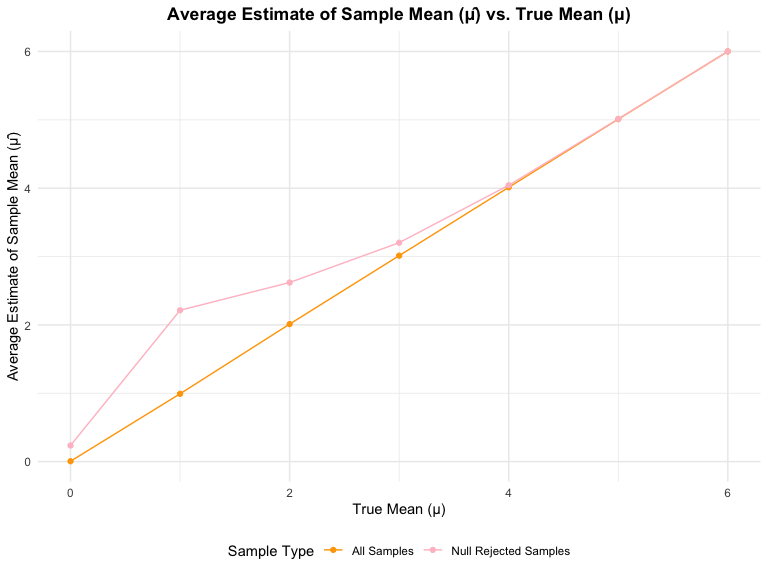 Average Estimate of Sample Mean (μ̂) vs. True Mean (μ)
Average Estimate of Sample Mean (μ̂)
6
4
2
0
0 2 4 6
True Mean (μ)
Sample Type All Samples Null Rejected Samples